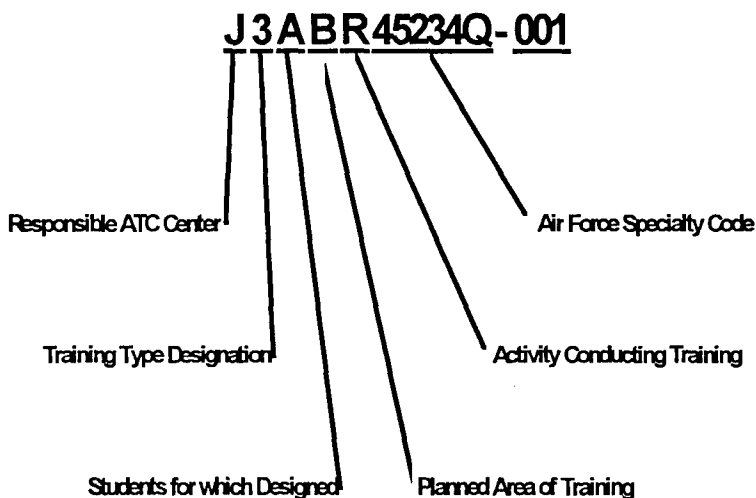 J3ABR45234Q-001
Responsible ATC Center
Air Force Specialty Code
Training Type Designation
Activity Conducting Training
Students for which Designed
Planned Area of Training